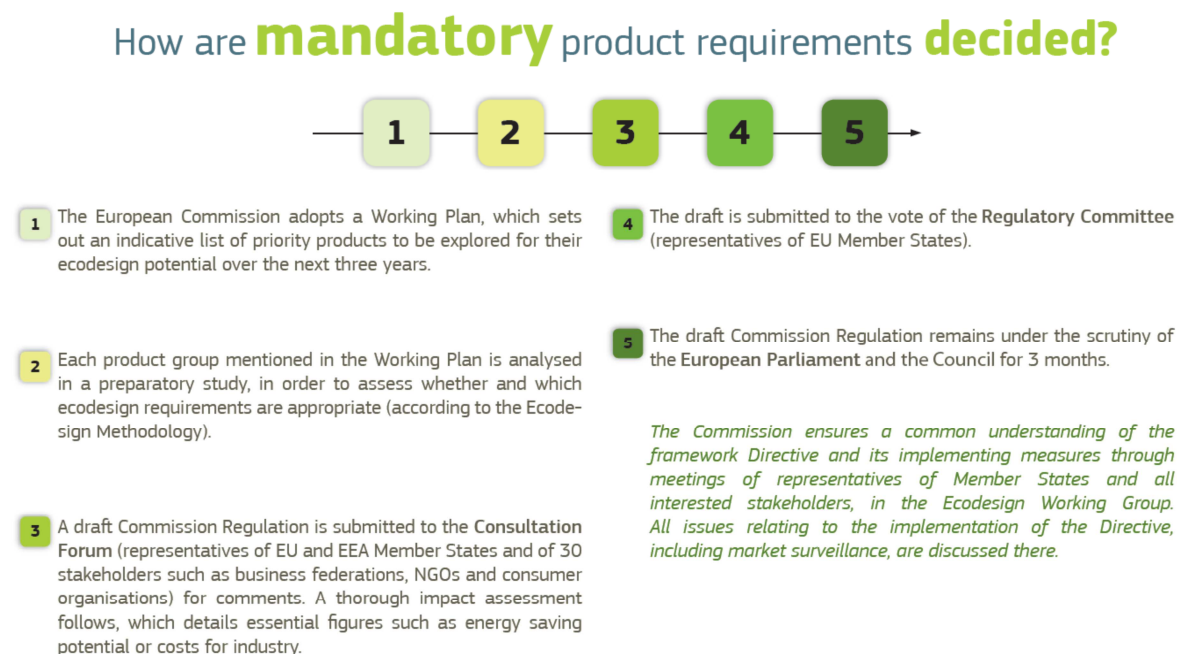 How are mandatory product requirements decided?
1 2 3 4 5
1
The European Commission adopts a Working Plan, which sets
out an indicative list of priority products to be explored for their
ecodesign potential over the next three years.
2
Each product group mentioned in the Working Plan is analysed
in a preparatory study, in order to assess whether and which
ecodesign requirements are appropriate (according to the Ecode-
sign Methodology).
3
A draft Commission Regulation is submitted to the Consultation
Forum (representatives of EU and EEA Member States and of 30
stakeholders such as business federations, NGOs and consumer
organisations) for comments. A thorough impact assessment
follows, which details essential figures such as energy saving
potential or costs for industry.
4
The draft is submitted to the vote of the Regulatory Committee
(representatives of EU Member States).
5
The draft Commission Regulation remains under the scrutiny of
the European Parliament and the Council for 3 months.
The Commission ensures a common understanding of the
framework Directive and its implementing measures through
meetings of representatives of Member States and all
interested stakeholders, in the Ecodesign Working Group.
All issues relating to the implementation of the Directive,
including market surveillance, are discussed there.